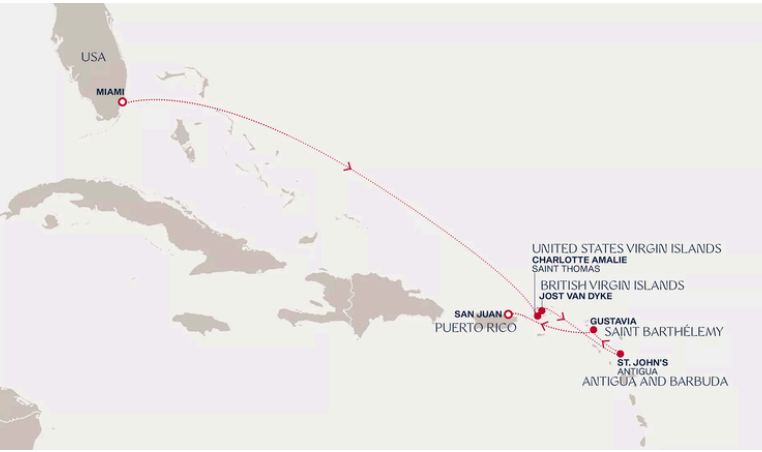 USA
MIAMI
UNITED STATES VIRGIN ISLANDS
CHARLOTTE AMALIE
SAINT THOMAS
BRITISH VIRGIN ISLANDS
JOST VAN DYKE
SAN JUAN
PUERTO RICO
GUSTAVIA
SAINT BARTHÉLEMY
ST. JOHN'S
ANTIGUA
ANTIGUA AND BARBUDA